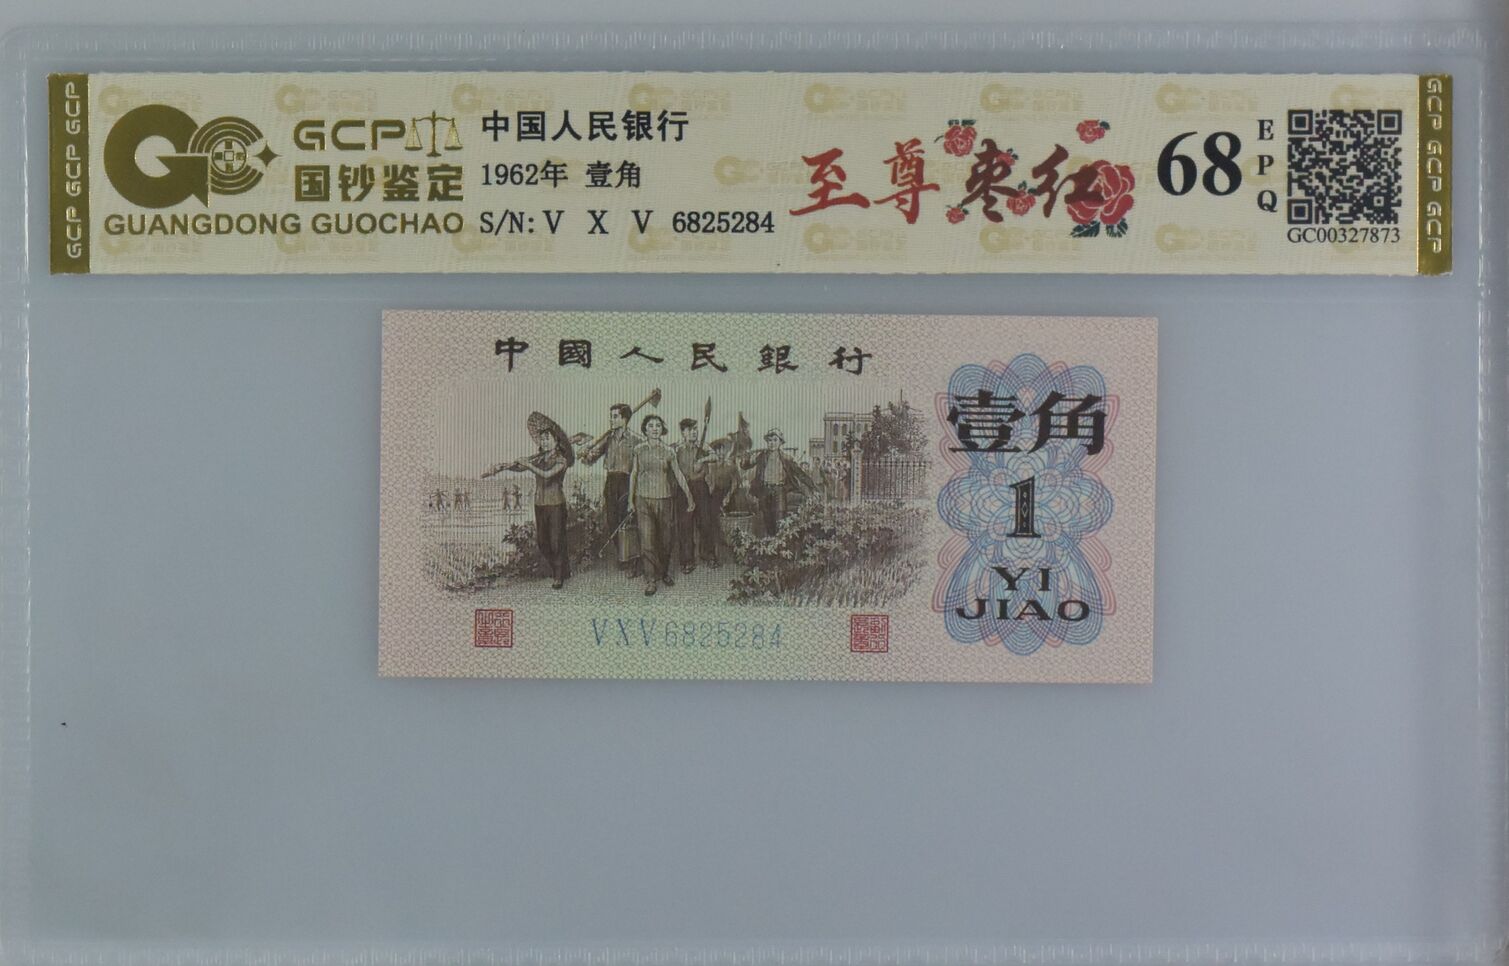 GCP GCP GCP
GCP
国钞鉴定
GUANGDONG GUOCHAO
中国人民银行
1962年 壹角
S/N: V X V 6825284
至尊枣红
68
EPQ
GC00327873
GCP GCP GCP
中國人民銀行
壹角
1
YI
JIAO
VXV6825284